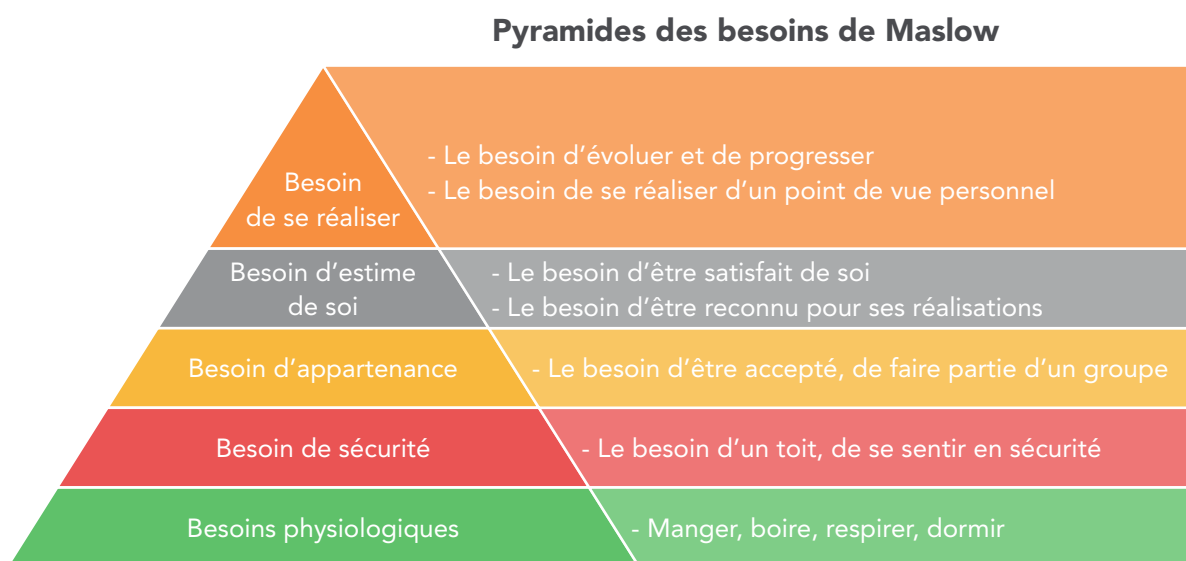 Pyramides des besoins de Maslow
Besoin
de se réaliser
- Le besoin d’évoluer et de progresser
- Le besoin de se réaliser d’un point de vue personnel
Besoin d’estime
de soi
- Le besoin d’être satisfait de soi
- Le besoin d’être reconnu pour ses réalisations
Besoin d’appartenance
- Le besoin d’être accepté, de faire partie d’un groupe
Besoin de sécurité
- Le besoin d’un toit, de se sentir en sécurité
Besoins physiologiques
- Manger, boire, respirer, dormir